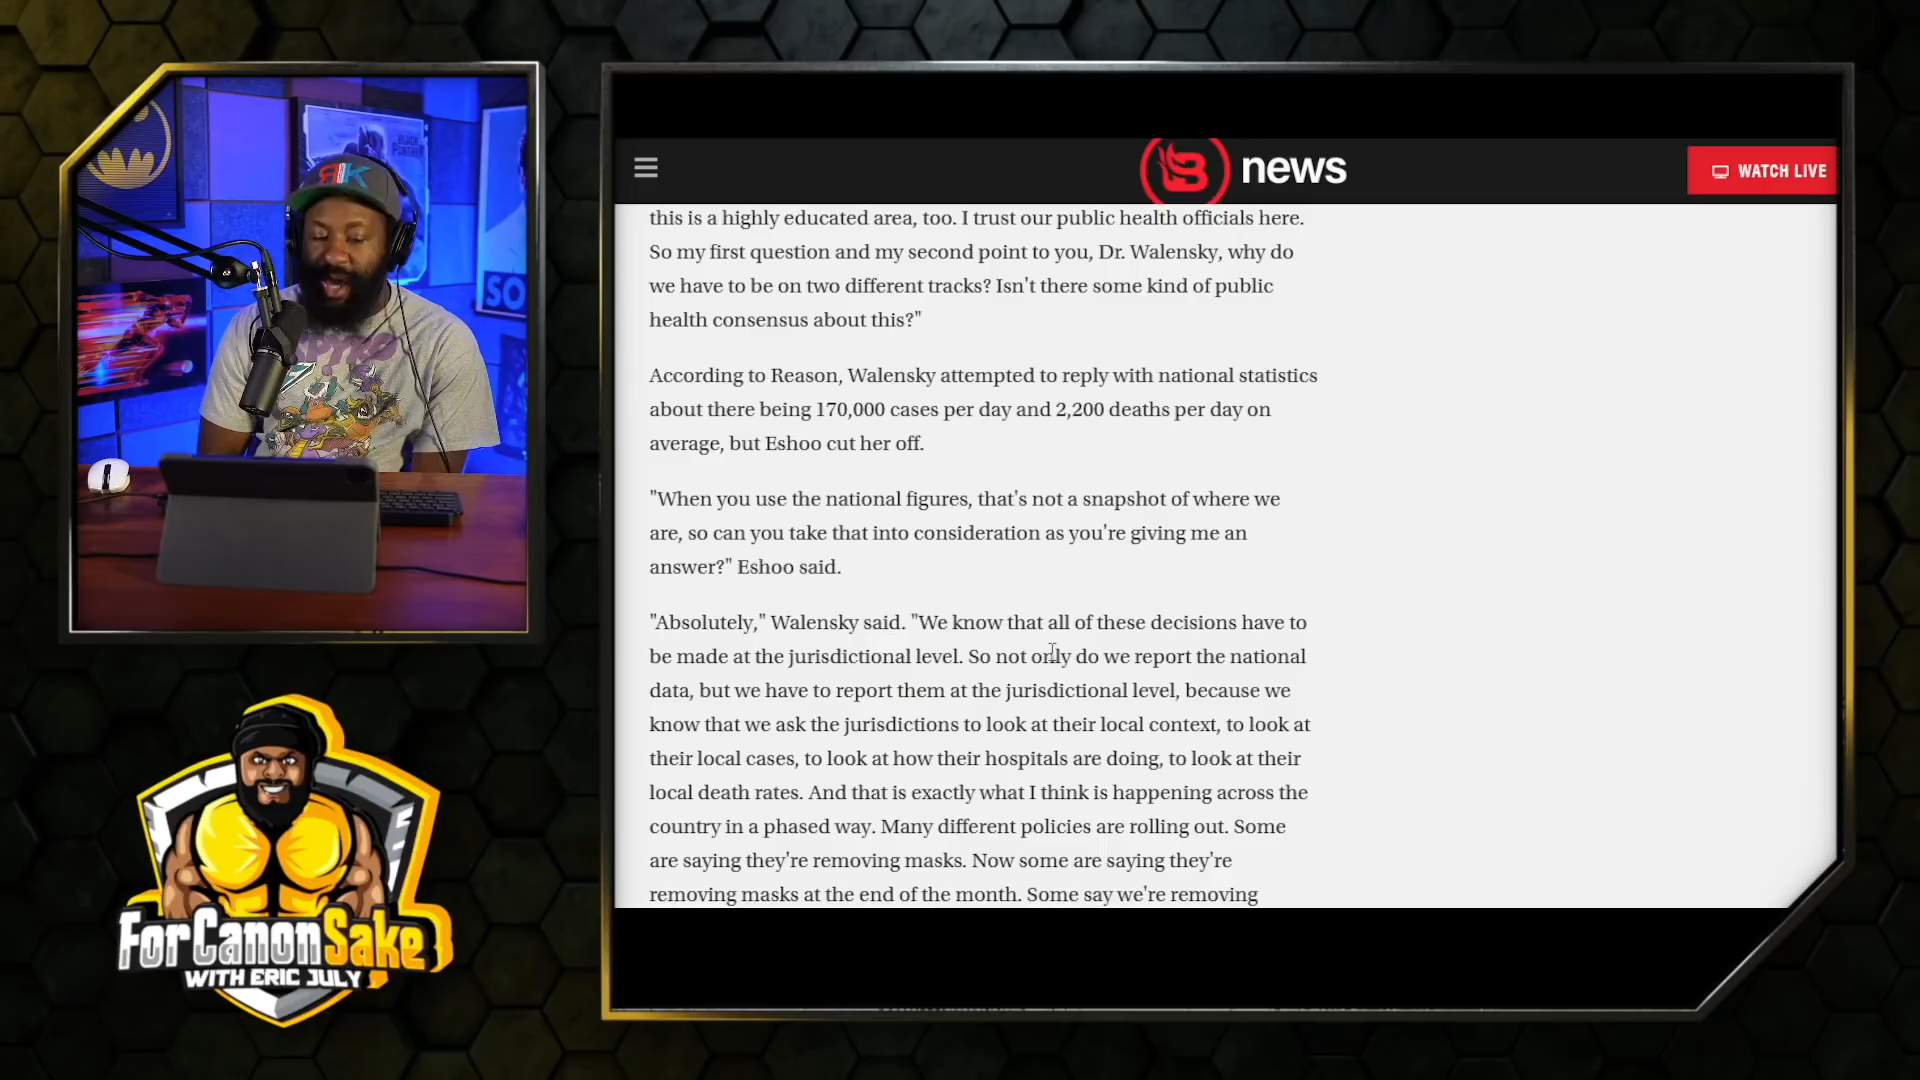 BLACK
PANTHER
SO
ForCanonSake
WITH ERIC JULY
news
WATCH LIVE
this is a highly educated area, too. I trust our public health officials here.
So my first question and my second point to you, Dr. Walensky, why do
we have to be on two different tracks? Isn't there some kind of public
health consensus about this?"
According to Reason, Walensky attempted to reply with national statistics
about there being 170,000 cases per day and 2,200 deaths per day on
average, but Eshoo cut her off.
"When you use the national figures, that's not a snapshot of where we
are, so can you take that into consideration as you're giving me an
answer?" Eshoo said.
"Absolutely," Walensky said. "We know that all of these decisions have to
be made at the jurisdictional level. So not only do we report the national
data, but we have to report them at the jurisdictional level, because we
know that we ask the jurisdictions to look at their local context, to look at
their local cases, to look at how their hospitals are doing, to look at their
local death rates. And that is exactly what I think is happening across the
country in a phased way. Many different policies are rolling out. Some
are saying they're removing masks. Now some are saying they're
removing masks at the end of the month. Some say we're removing